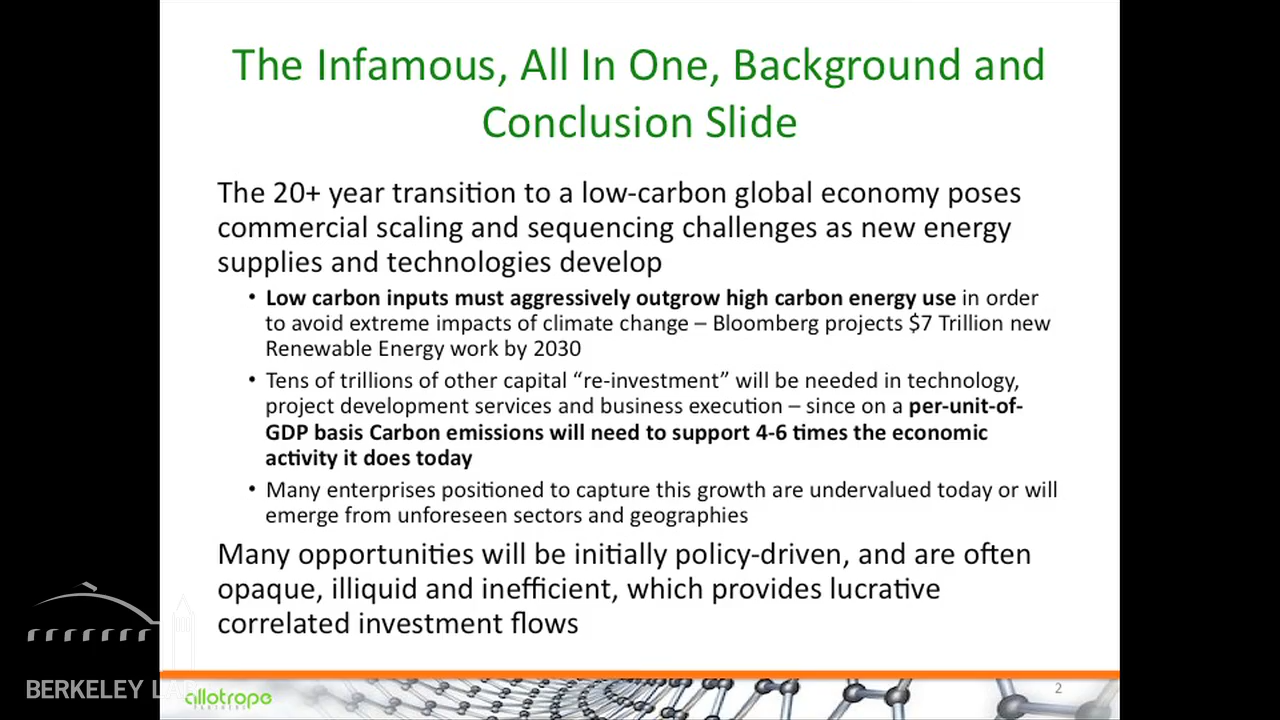 The Infamous, All In One, Background and
Conclusion Slide
The 20+ year transition to a low-carbon global economy poses
commercial scaling and sequencing challenges as new energy
supplies and technologies develop
• Low carbon inputs must aggressively outgrow high carbon energy use in order
to avoid extreme impacts of climate change – Bloomberg projects $7 Trillion new
Renewable Energy work by 2030
• Tens of trillions of other capital “re-investment” will be needed in technology,
project development services and business execution – since on a per-unit-of-
GDP basis Carbon emissions will need to support 4-6 times the economic
activity it does today
• Many enterprises positioned to capture this growth are undervalued today or will
emerge from unforeseen sectors and geographies
Many opportunities will be initially policy-driven, and are often
opaque, illiquid and inefficient, which provides lucrative
correlated investment flows
BERKELEY LAB
allotrope
PARTNERS
2